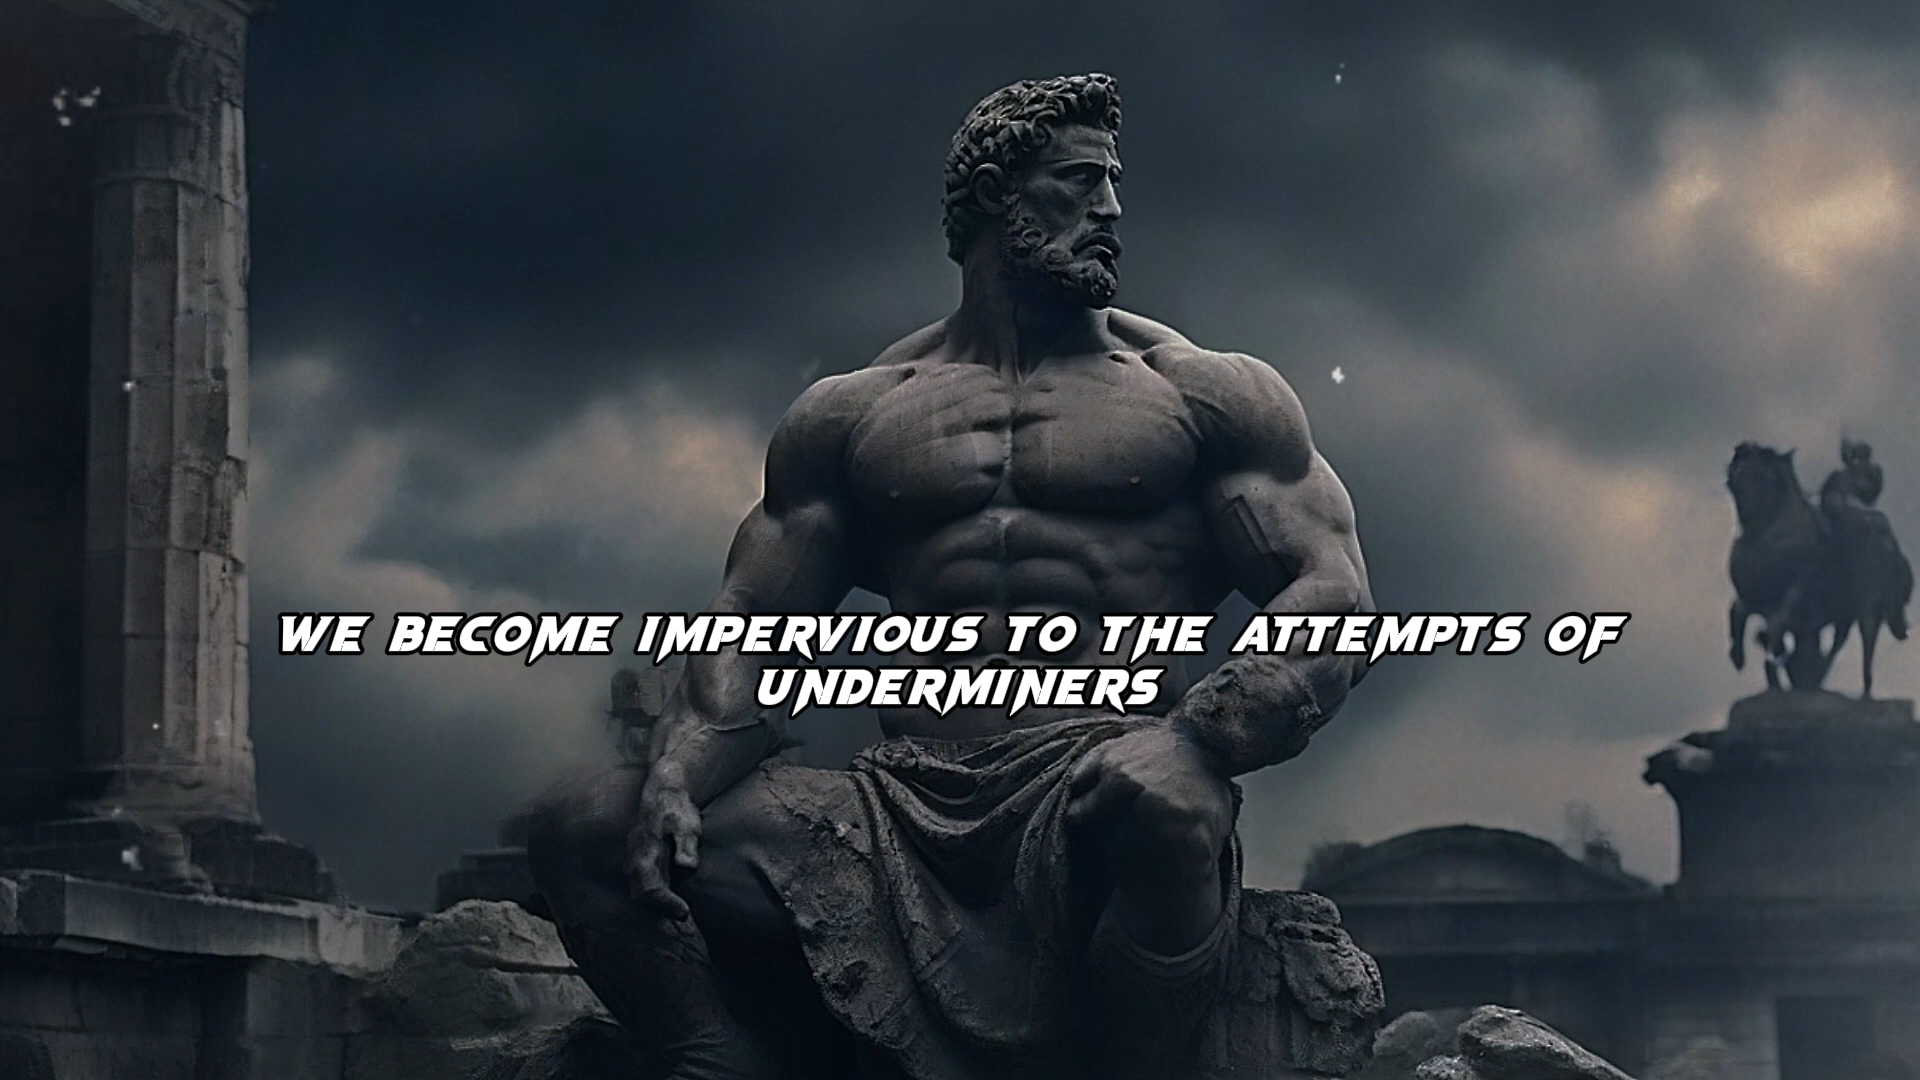 WE BECOME IMPERVIOUS TO THE ATTEMPTS OF
UNDERMINERS